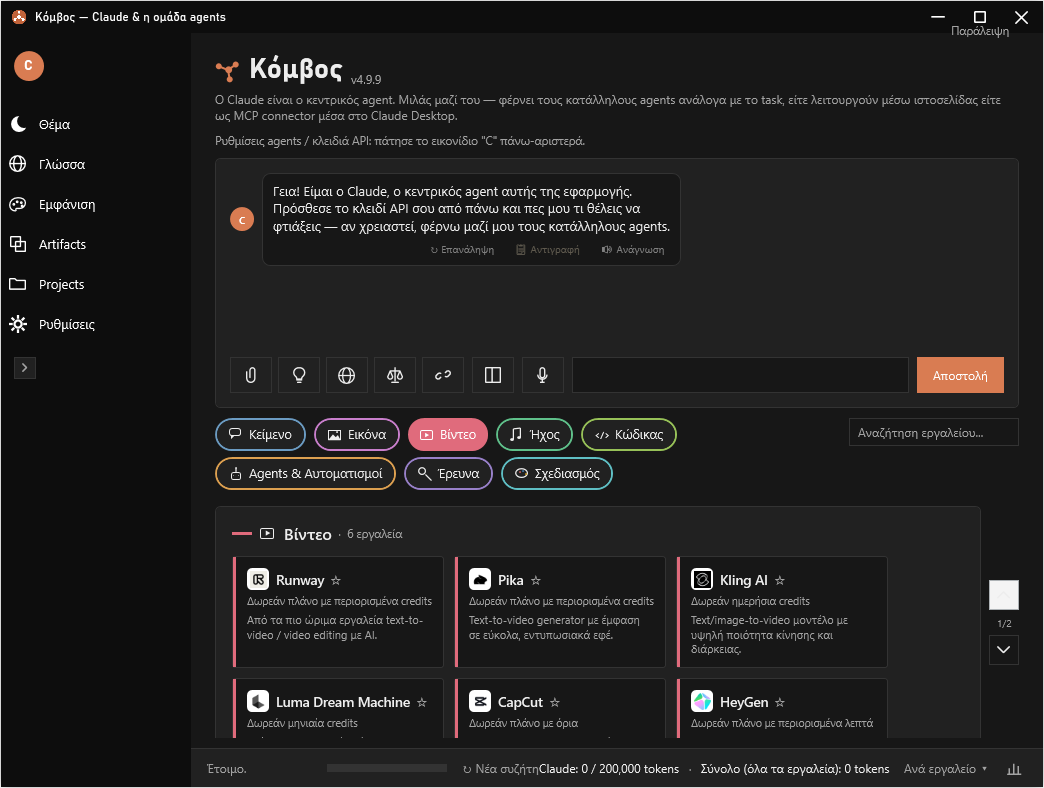 Κόμβος — Claude & η ομάδα agents
Παράλειψη
C
Θέμα
Γλώσσα
Εμφάνιση
Artifacts
Projects
Ρυθμίσεις
Κόμβος v4.9.9
Ο Claude είναι ο κεντρικός agent. Μιλάς μαζί του — φέρνει τους κατάλληλους agents ανάλογα με το task, είτε λειτουργούν μέσω ιστοσελίδας είτε
ως MCP connector μέσα στο Claude Desktop.
Ρυθμίσεις agents / κλειδιά API: πάτησε το εικονίδιο "C" πάνω-αριστερά.
C
Γεια! Είμαι ο Claude, ο κεντρικός agent αυτής της εφαρμογής.
Πρόσθεσε το κλειδί API σου από πάνω και πες μου τι θέλεις να
φτιάξεις — αν χρειαστεί, φέρνω μαζί μου τους κατάλληλους agents.
↻ Επανάληψη Αντιγραφή Ανάγνωση
Αποστολή
Κείμενο Εικόνα Βίντεο Ήχος Κώδικας
Αναζήτηση εργαλείου...
Agents & Αυτοματισμοί Έρευνα Σχεδιασμός
Βίντεο · 6 εργαλεία
Runway ☆
Δωρεάν πλάνο με περιορισμένα credits
Από τα πιο ώριμα εργαλεία text-to-
video / video editing με AI.
Pika ☆
Δωρεάν πλάνο με περιορισμένα credits
Text-to-video generator με έμφαση
σε εύκολα, εντυπωσιακά εφέ.
Kling AI ☆
Δωρεάν ημερήσια credits
Text/image-to-video μοντέλο με
υψηλή ποιότητα κίνησης και
διάρκειας.
1/2
Luma Dream Machine ☆
Δωρεάν μηνιαία credits
CapCut ☆
Δωρεάν πλάνο με όρια
HeyGen ☆
Δωρεάν πλάνο με περιορισμένα λεπτά
Έτοιμο.
↻ Νέα συζήτ
Claude: 0 / 200,000 tokens · Σύνολο (όλα τα εργαλεία): 0 tokens
Ανά εργαλείο ▾